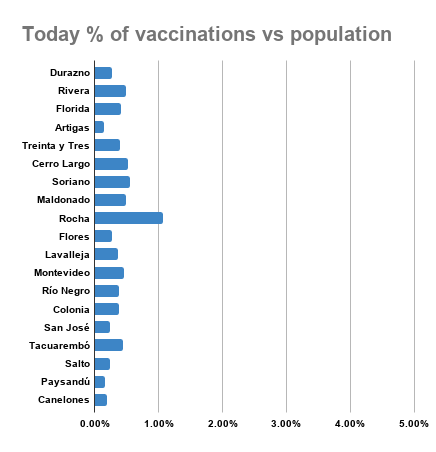 Today % of vaccinations vs population
Durazno
Rivera
Florida
Artigas
Treinta y Tres
Cerro Largo
Soriano
Maldonado
Rocha
Flores
Lavalleja
Montevideo
Río Negro
Colonia
San José
Tacuarembó
Salto
Paysandú
Canelones
0.00% 1.00% 2.00% 3.00% 4.00% 5.00%